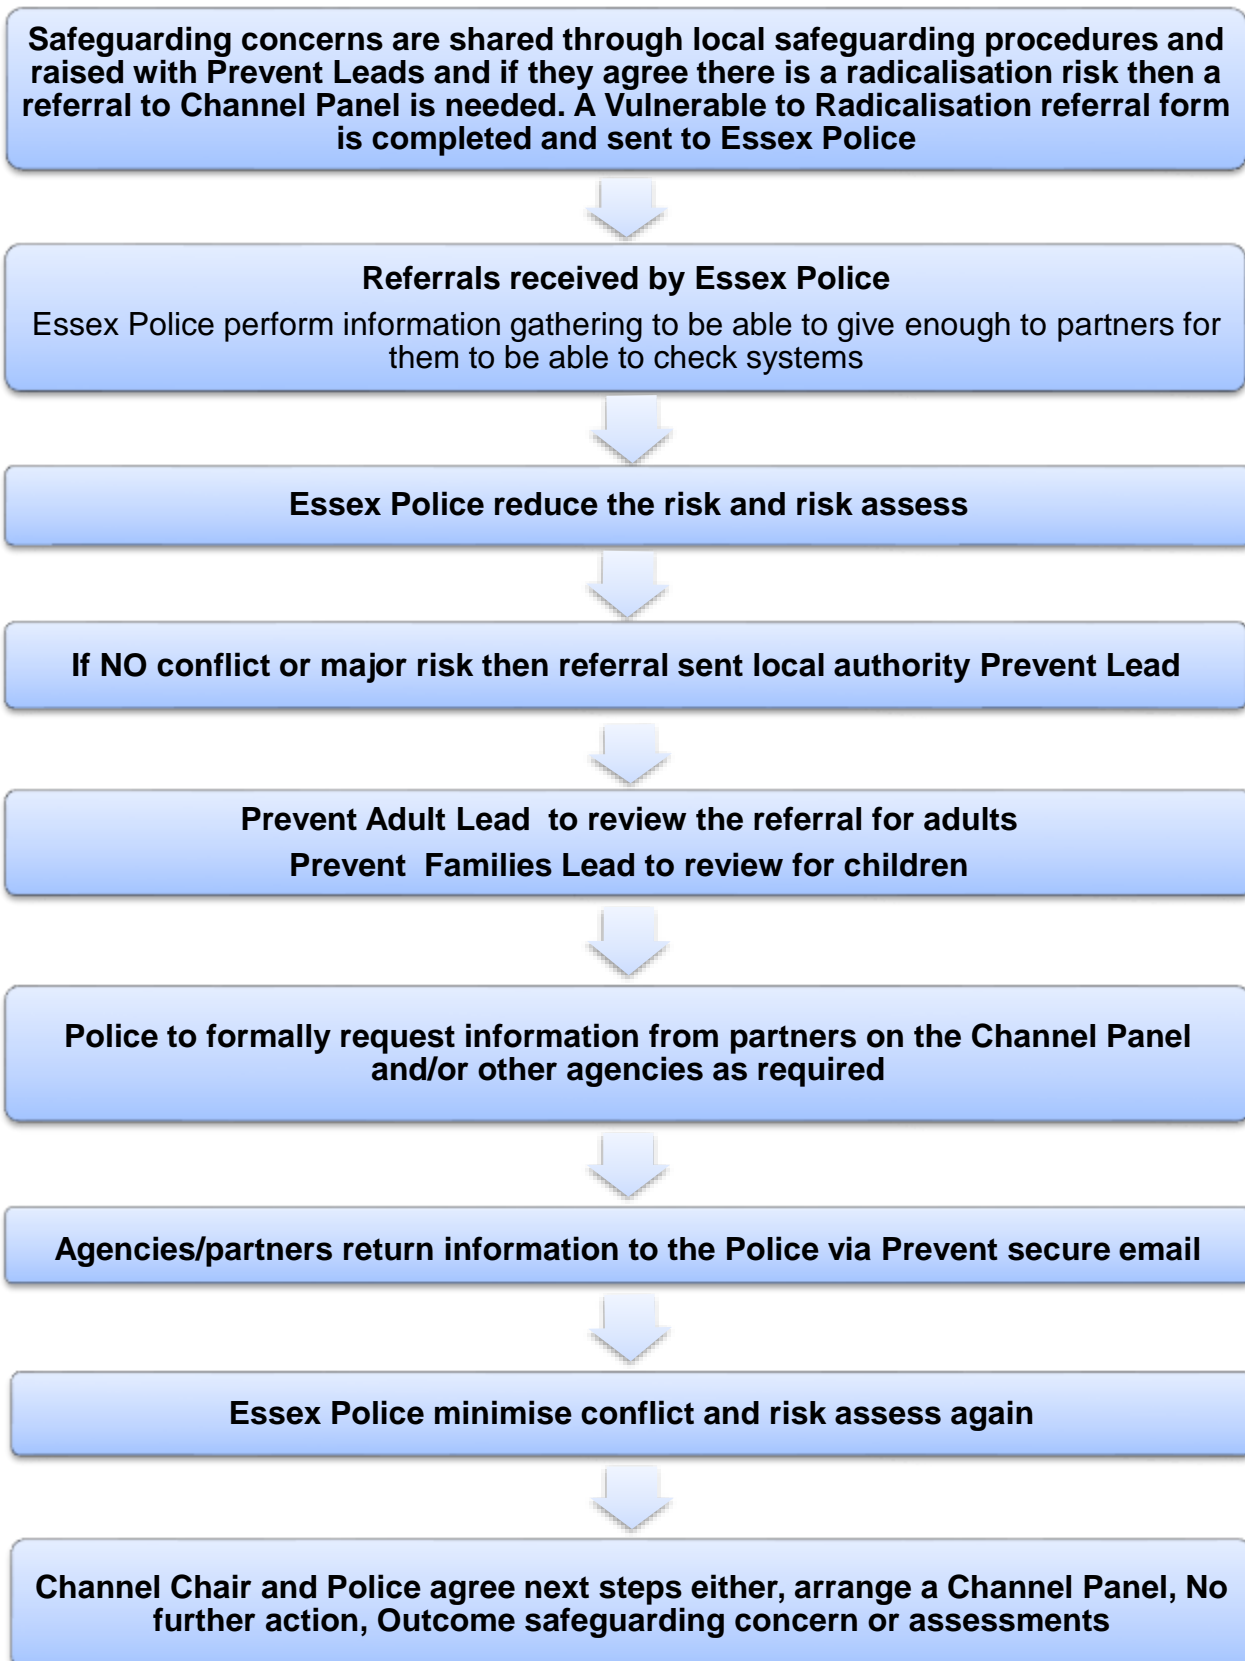 Safeguarding concerns are shared through local safeguarding procedures and
raised with Prevent Leads and if they agree there is a radicalisation risk then a
referral to Channel Panel is needed. A Vulnerable to Radicalisation referral form
is completed and sent to Essex Police
Referrals received by Essex Police
Essex Police perform information gathering to be able to give enough to partners for
them to be able to check systems
Essex Police reduce the risk and risk assess
If NO conflict or major risk then referral sent local authority Prevent Lead
Prevent Adult Lead to review the referral for adults
Prevent Families Lead to review for children
Police to formally request information from partners on the Channel Panel
and/or other agencies as required
Agencies/partners return information to the Police via Prevent secure email
Essex Police minimise conflict and risk assess again
Channel Chair and Police agree next steps either, arrange a Channel Panel, No
further action, Outcome safeguarding concern or assessments